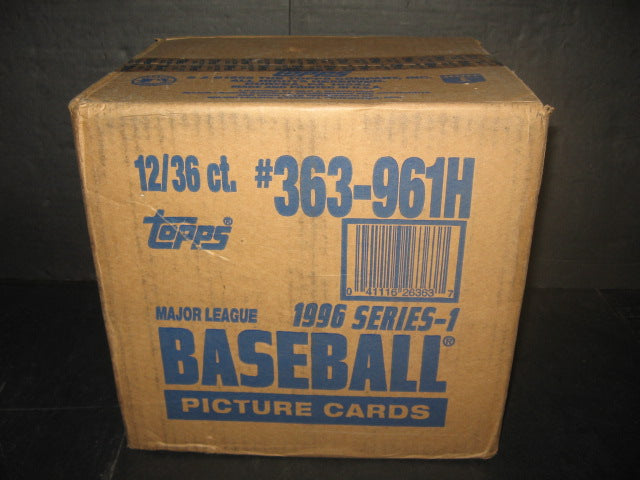 12/36 ct. #363-961H
Topps®
0 41116 26363 7
MAJOR LEAGUE 1996 SERIES-1
BASEBALL®
PICTURE CARDS